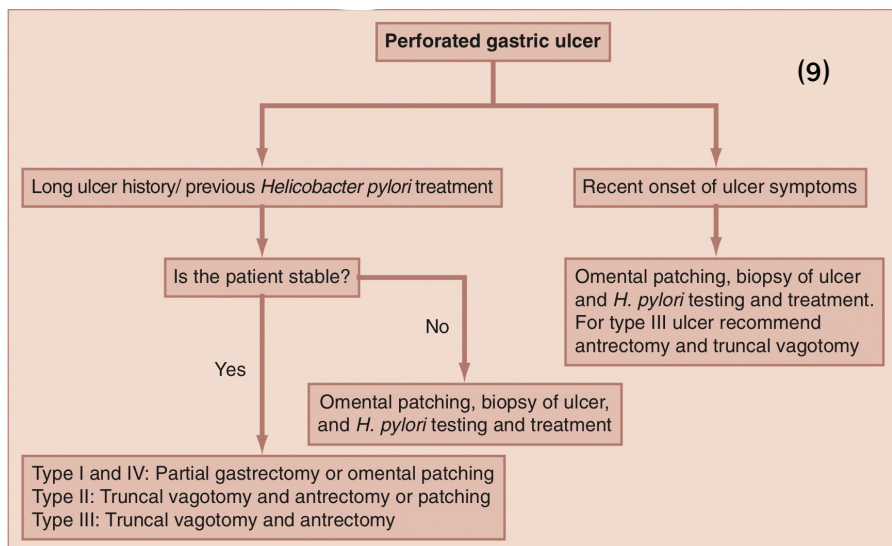 Perforated gastric ulcer
(9)
Long ulcer history/ previous Helicobacter pylori treatment
Recent onset of ulcer symptoms
Is the patient stable?
Omental patching, biopsy of ulcer
and H. pylori testing and treatment.
For type III ulcer recommend
antrectomy and truncal vagotomy
No
Yes
Omental patching, biopsy of ulcer,
and H. pylori testing and treatment
Type I and IV: Partial gastrectomy or omental patching
Type II: Truncal vagotomy and antrectomy or patching
Type III: Truncal vagotomy and antrectomy